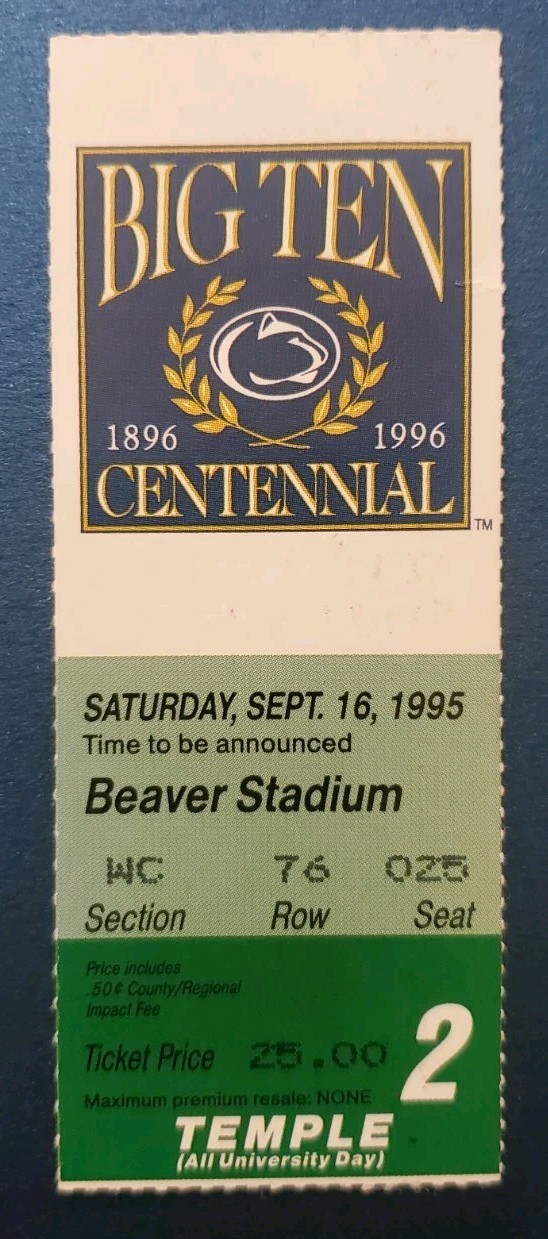 BIG TEN
1896 1996
CENTENNIAL
TM
SATURDAY, SEPT. 16, 1995
Time to be announced
Beaver Stadium
WC 76 025
Section Row Seat
Price includes
.50¢ County/Regional
Impact Fee
Ticket Price 25.00
2
Maximum premium resale: NONE
TEMPLE
(All University Day)